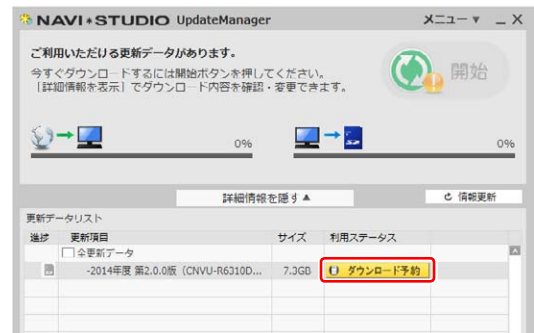 NAVI*STUDIO UpdateManager メニュー ▼ _ X
ご利用いただける更新データがあります。
今すぐダウンロードするには開始ボタンを押してください。
「詳細情報を表示」でダウンロード内容を確認・変更できます。
開始
0% 0%
詳細情報を隠す▲ 情報更新
更新データリスト
進捗 更新項目 サイズ 利用ステータス
全更新データ
-2014年度 第2.0.0版 (CNVU-R6310D... 7.3GB ダウンロード予約